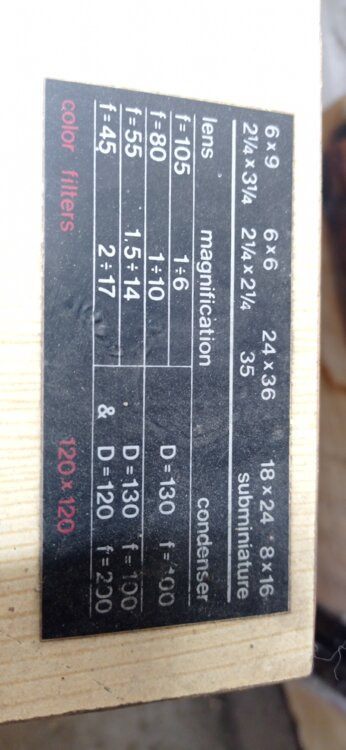 6×9 6×6 24×36 18×24 8×16
2¼×3¼ 2¼×2¼ 35 subminiature
lens magnification condenser
f=105 1÷6 D=130 f=100
f=80 1÷10
f=55 1,5÷14 D=130 f=100
f=45 2÷17 & D=120 f=200
color filters 120×120